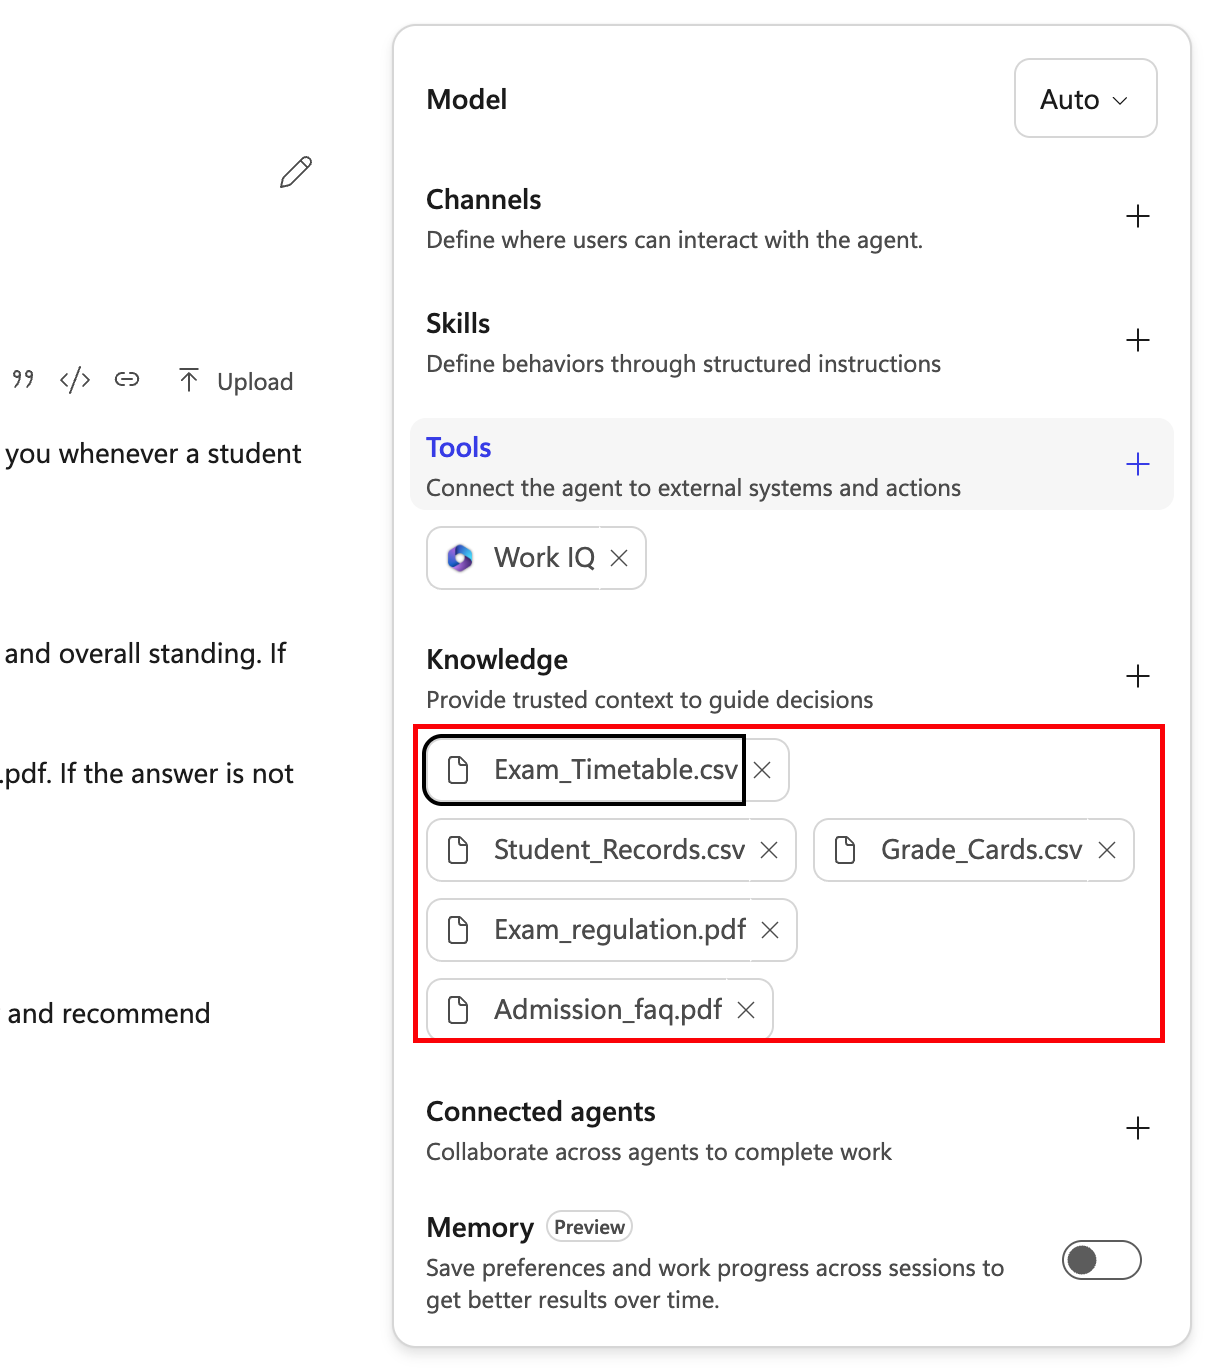 Model
Auto
Channels
Define where users can interact with the agent.
Skills
Define behaviors through structured instructions
Tools
Connect the agent to external systems and actions
Work IQ
Knowledge
Provide trusted context to guide decisions
Exam_Timetable.csv
Student_Records.csv
Grade_Cards.csv
Exam_regulation.pdf
Admission_faq.pdf
Connected agents
Collaborate across agents to complete work
Memory Preview
Save preferences and work progress across sessions to
get better results over time.
Upload
you whenever a student
and overall standing. If
.pdf. If the answer is not
and recommend